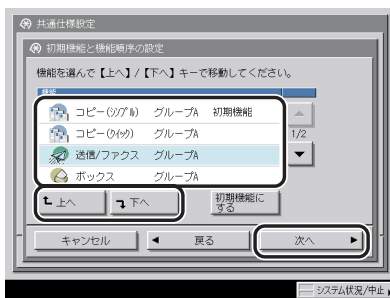 共通仕様設定
初期機能と機能順序の設定
機能を選んで【上へ】/【下へ】キーで移動してください。
機能
コピー(シンプル) グループA 初期機能
コピー(クイック) グループA
1/2
送信/ファクス グループA
ボックス グループA
上へ 下へ 初期機能に
する
キャンセル 戻る 次へ
システム状況/中止